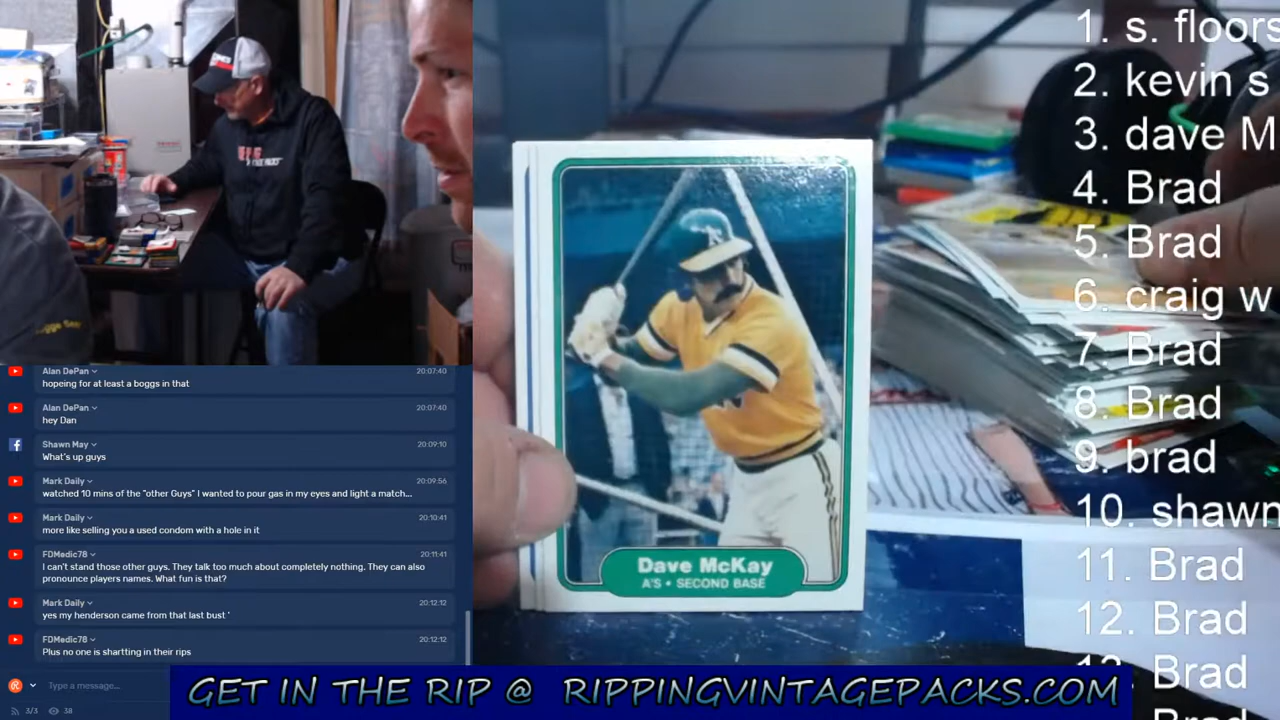 Alan DePan 20:07:40
hopeing for at least a boggs in that
Alan DePan 20:07:40
hey Dan
Shawn May 20:09:10
What's up guys
Mark Daily 20:09:56
watched 10 mins of the "other Guys" I wanted to pour gas in my eyes and light a match...
Mark Daily 20:10:41
more like selling you a used condom with a hole in it
FDMedic78 20:11:41
I can't stand those other guys. They talk too much about completely nothing. They can also
pronounce players names. What fun is that?
Mark Daily 20:12:12
yes my henderson came from that last bust '
FDMedic78 20:12:12
Plus no one is shartting in their rips
Type a message...
3/3 38
Dave McKay
A'S • SECOND BASE
1. s. floors
2. kevin s
3. dave M
4. Brad
5. Brad
6. craig w
7. Brad
8. Brad
9. brad
10. shawn
11. Brad
12. Brad
13. Brad
GET IN THE RIP @ RIPPINGVINTAGEPACKS.COM